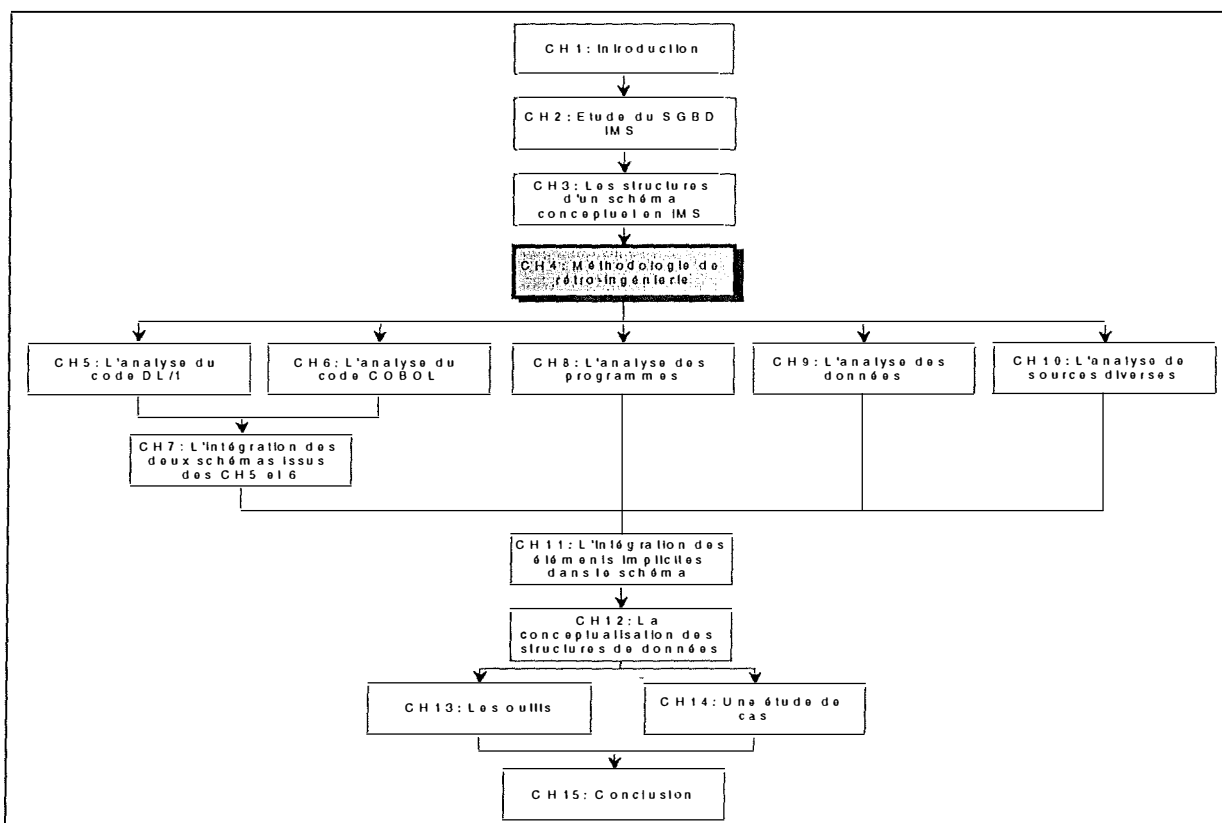 CH1: Introduction
CH2: Etude du SGBD
IMS
CH3: Les structures
d'un schéma
conceptuel en IMS
CH4: Méthodologie de
rétro-ingénierie
CH5: L'analyse du
code DL/1
CH6: L'analyse du
code COBOL
CH8: L'analyse des
programmes
CH9: L'analyse des
données
CH10: L'analyse de
sources diverses
CH7: L'intégration des
deux schémas issus
des CH5 et 6
CH11: L'intégration des
éléments implicites
dans le schéma
CH12: La
conceptualisation des
structures de données
CH13: Les outils
CH14: Une étude de
cas
CH15: Conclusion